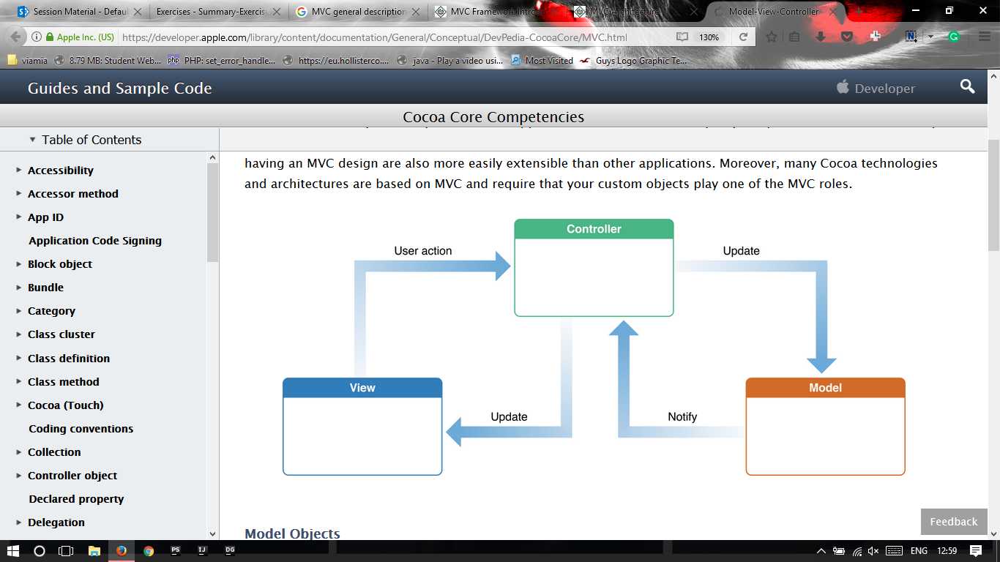 Session Material - Defau
Exercises - Summary-Exercis
MVC general description
MVC Framework Introdu
MVC Architecture
Model-View-Controller
Apple Inc. (US)
https://developer.apple.com/library/content/documentation/General/Conceptual/DevPedia-CocoaCore/MVC.html
130%
viamia
8.79 MB: Student Web...
php PHP: set_error_handle...
https://eu.hollisterco....
java - Play a video usi...
Most Visited
Guys Logo Graphic Te...
Guides and Sample Code
Developer
Cocoa Core Competencies
Table of Contents
Accessibility
Accessor method
App ID
Application Code Signing
Block object
Bundle
Category
Class cluster
Class definition
Class method
Cocoa (Touch)
Coding conventions
Collection
Controller object
Declared property
Delegation
having an MVC design are also more easily extensible than other applications. Moreover, many Cocoa technologies
and architectures are based on MVC and require that your custom objects play one of the MVC roles.
Controller
User action
Update
View
Model
Update
Notify
Model Objects
Feedback
PS
IJ
DG
ENG
12:59